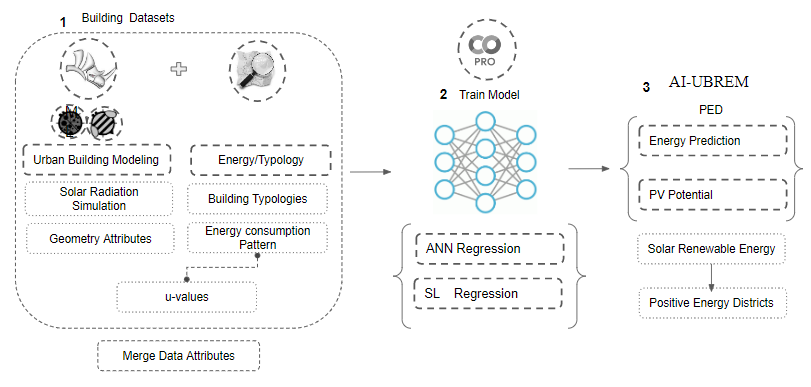 1 Building Datasets
Urban Building Modeling
Solar Radiation
Simulation
Geometry Attributes
Energy/Typology
Building Typologies
Energy consumption
Pattern
u-values
Merge Data Attributes
CO
PRO
2 Train Model
ANN Regression
SL Regression
3 AI-UBREM
PED
Energy Prediction
PV Potential
Solar Renewable Energy
Positive Energy Districts